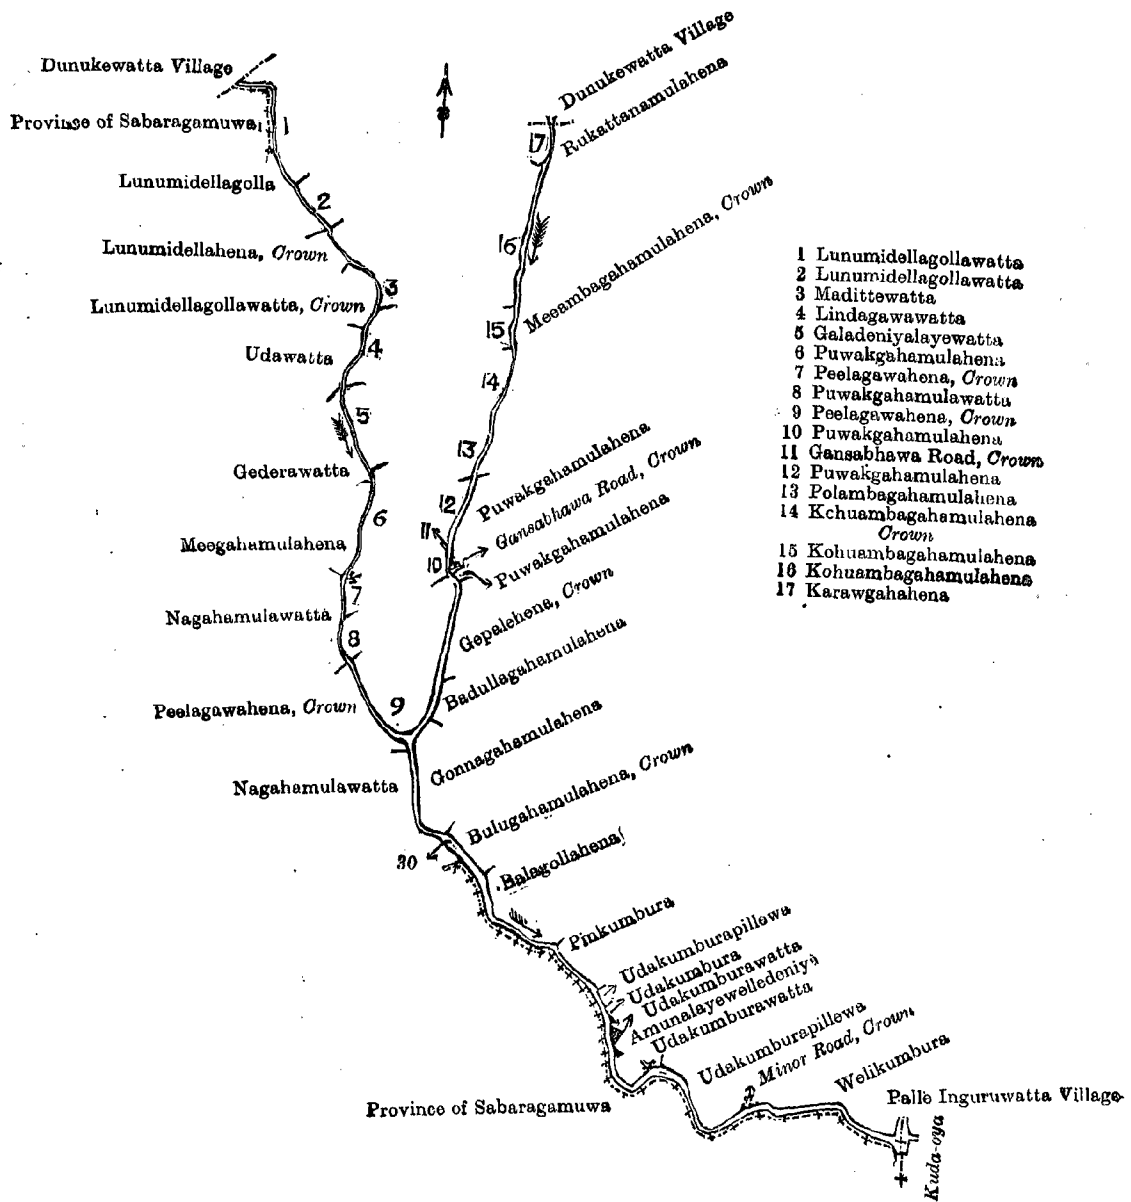 Dunukewatta Village
Province of Sabaragamuwa
1
Lunumidellagolla
2
Lunumidellahena, Crown
3
Lunumidellagollawatta, Crown
4
Udawatta
5
Gederawatta
6
Meegahamulahena
7
Nagahamulawatta
8
Peelagawahena, Crown
9
Nagahamulawatta
30
Dunukewatta Village
17
Rukattanamulahena
16
Meeambagahamulahena, Crown
15
14
13
Puwakgahamulahena
12
Gansabhawa Road, Crown
11
Puwakgahamulahena
10
Gepalehena, Crown
Badullagahamulahena
Gonnagahamulahena
Bulugahamulahena, Crown
Balagollahena
Pinkumbura
Udakumburapillewa
Udakumbura
Udakumburawatta
Amunalayewelledeniya
Udakumburawatta
Udakumburapillewa
Minor Road, Crown
Welikumbura
Palle Inguruwatta Village
Kuda-oya
Province of Sabaragamuwa
1 Lunumidellagollawatta
2 Lunumidellagollawatta
3 Madittewatta
4 Lindagawawatta
5 Galadeniyalayewatta
6 Puwakgahamulahena
7 Peelagawahena, Crown
8 Puwakgahamulawatta
9 Peelagawahena, Crown
10 Puwakgahamulahena
11 Gansabhawa Road, Crown
12 Puwakgahamulahena
13 Polambagahamulahena
14 Kchuambagahamulahena
Crown
15 Kohuambagahamulahena
16 Kohuambagahamulahena
17 Karawgahahena